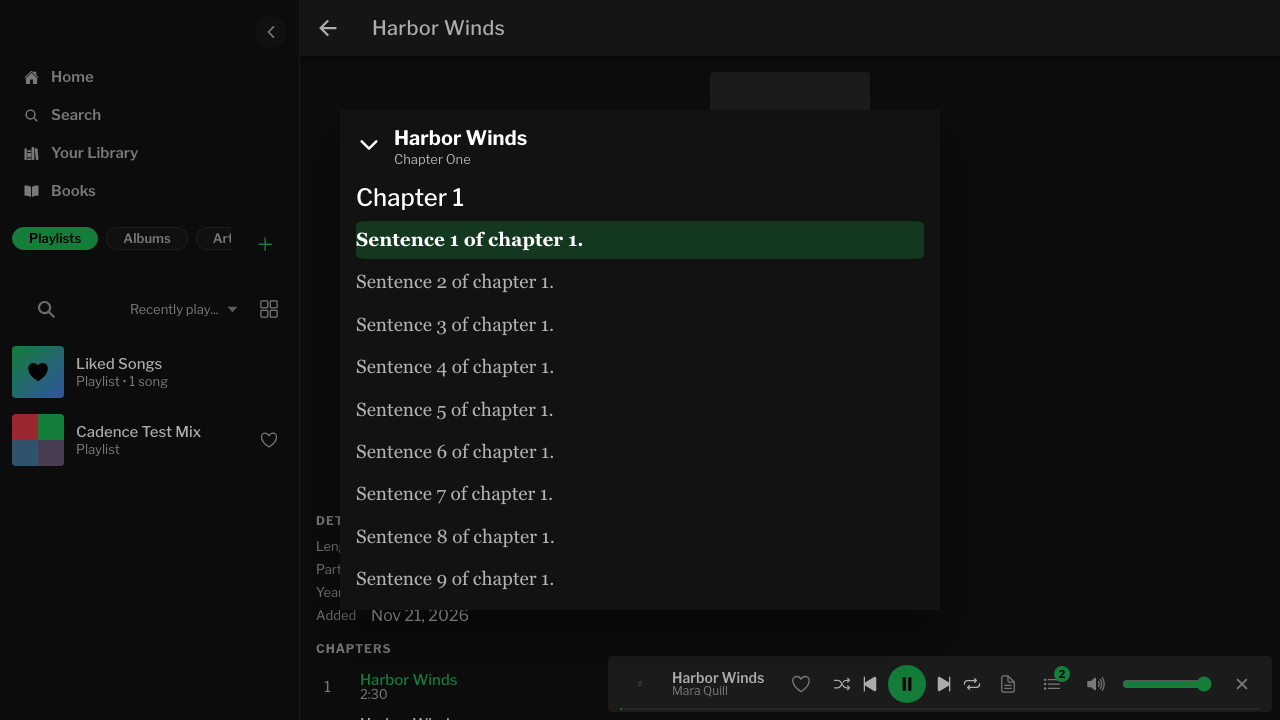 Harbor Winds
Home
Search
Your Library
Books
Playlists
Albums
Recently play...
Liked Songs
Playlist • 1 song
Cadence Test Mix
Playlist
Harbor Winds
Chapter One
Chapter 1
Sentence 1 of chapter 1.
Sentence 2 of chapter 1.
Sentence 3 of chapter 1.
Sentence 4 of chapter 1.
Sentence 5 of chapter 1.
Sentence 6 of chapter 1.
Sentence 7 of chapter 1.
Sentence 8 of chapter 1.
Sentence 9 of chapter 1.
Added Nov 21, 2026
CHAPTERS
1 Harbor Winds
2:30
Harbor Winds
Mara Quill
2